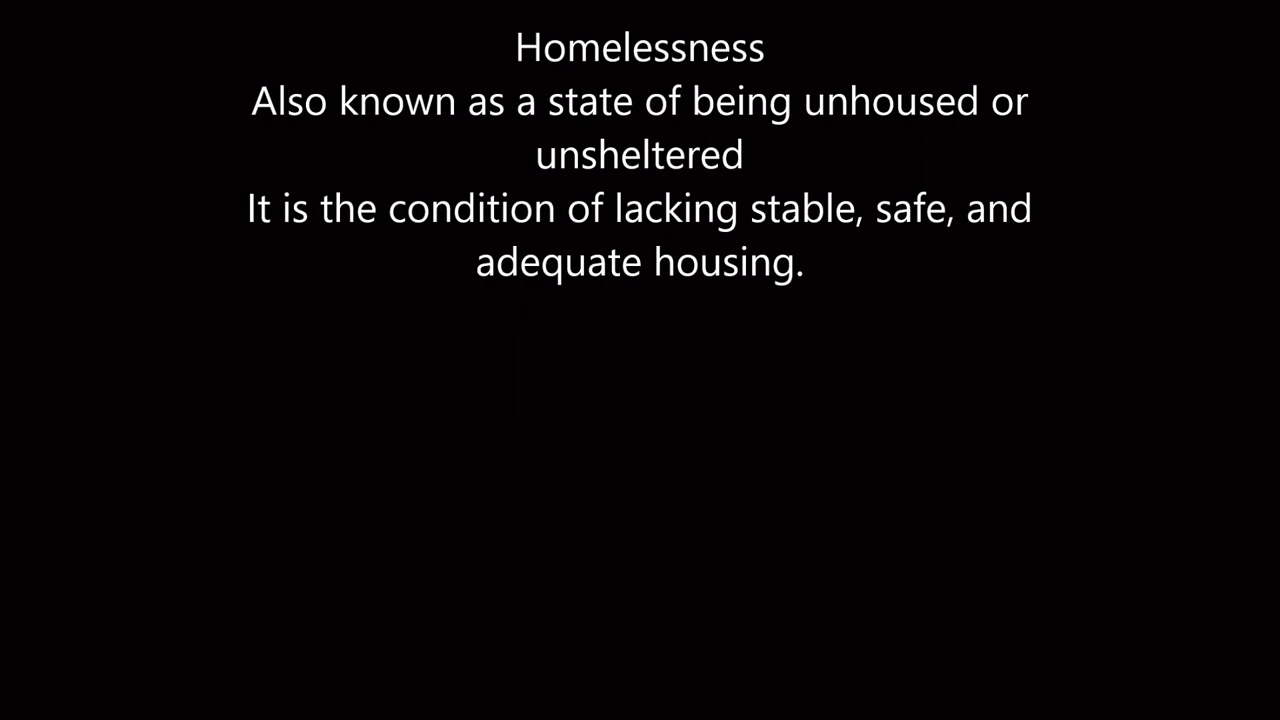 Homelessness
Also known as a state of being unhoused or
unsheltered
It is the condition of lacking stable, safe, and
adequate housing.